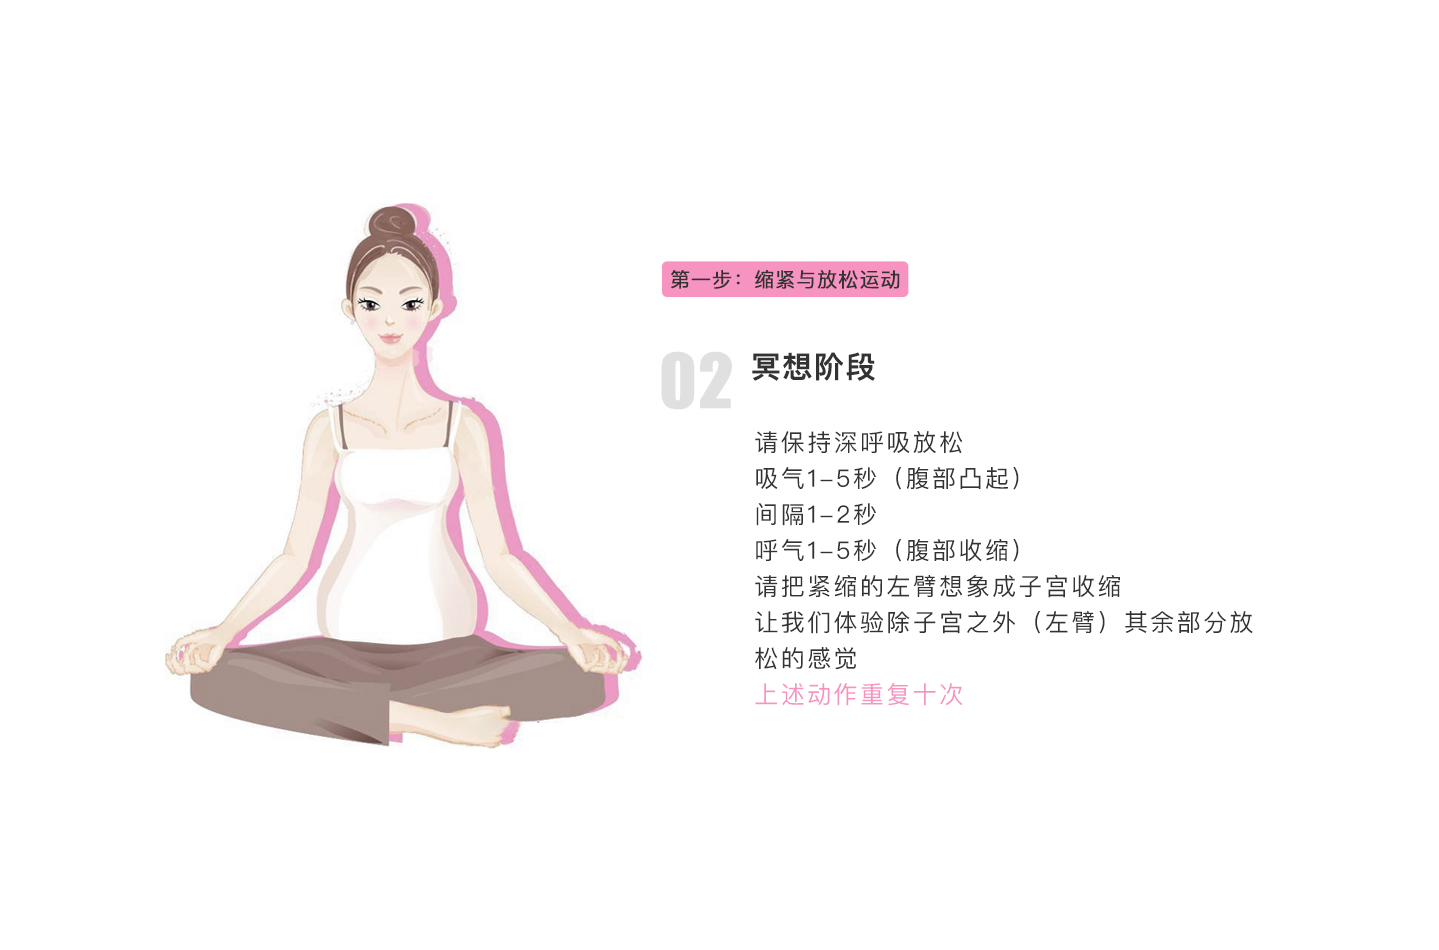 第一步：缩紧与放松运动
02 冥想阶段
请保持深呼吸放松
吸气1-5秒（腹部凸起）
间隔1-2秒
呼气1-5秒（腹部收缩）
请把紧缩的左臂想象成子宫收缩
让我们体验除子宫之外（左臂）其余部分放
松的感觉
上述动作重复十次